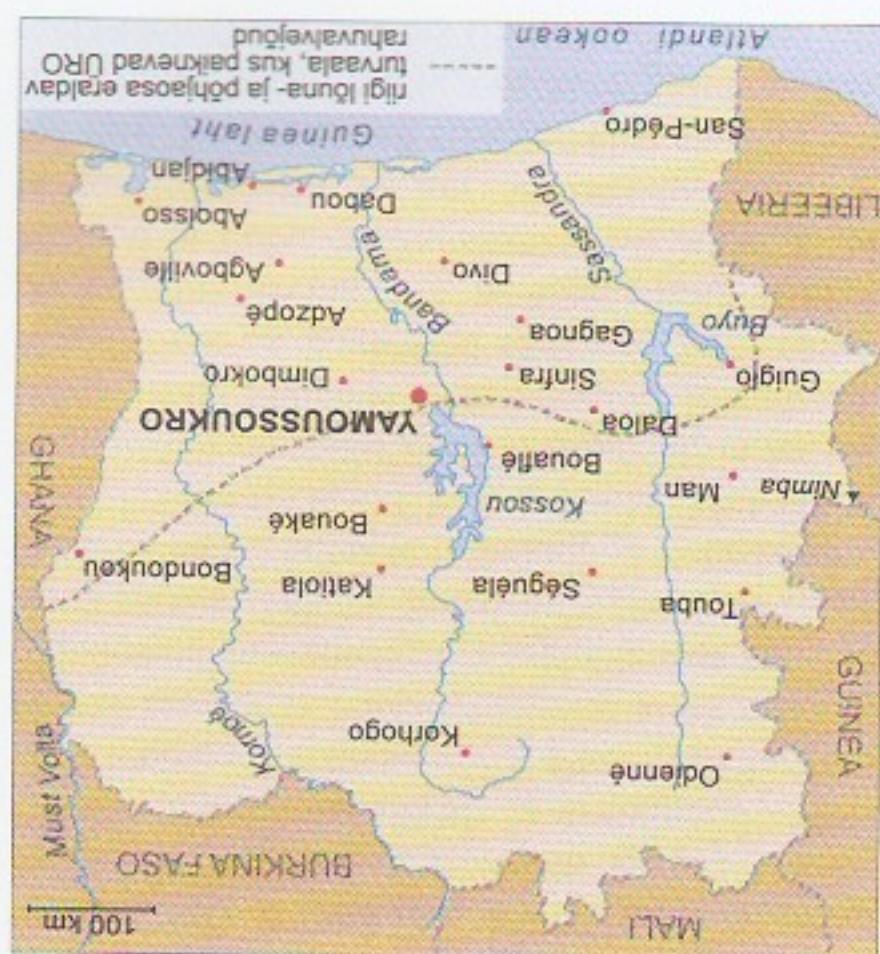 MALI
100 km
BURKINA FASO
Must Volta
Odienné
Korhogo
Komoé
GUINEA
Touba
Séguéla
Katiola
Bondoukou
Kossou
Bouaké
Nimba
Man
GHANA
Bouaflé
Daloa
YAMOUSSOUKRO
Guiglo
Sinfra
Dimbokro
Buyo
Gagnoa
Adzopé
Bandama
Divo
Agboville
Sassandra
LIBEERIA
Dabou
Aboisso
Abidjan
San-Pédro
Guinea laht
Atlandi ookean
riigi lõuna- ja põhjaosa eraldav
turvaala, kus paiknevad ÜRO
rahuvalvejõud